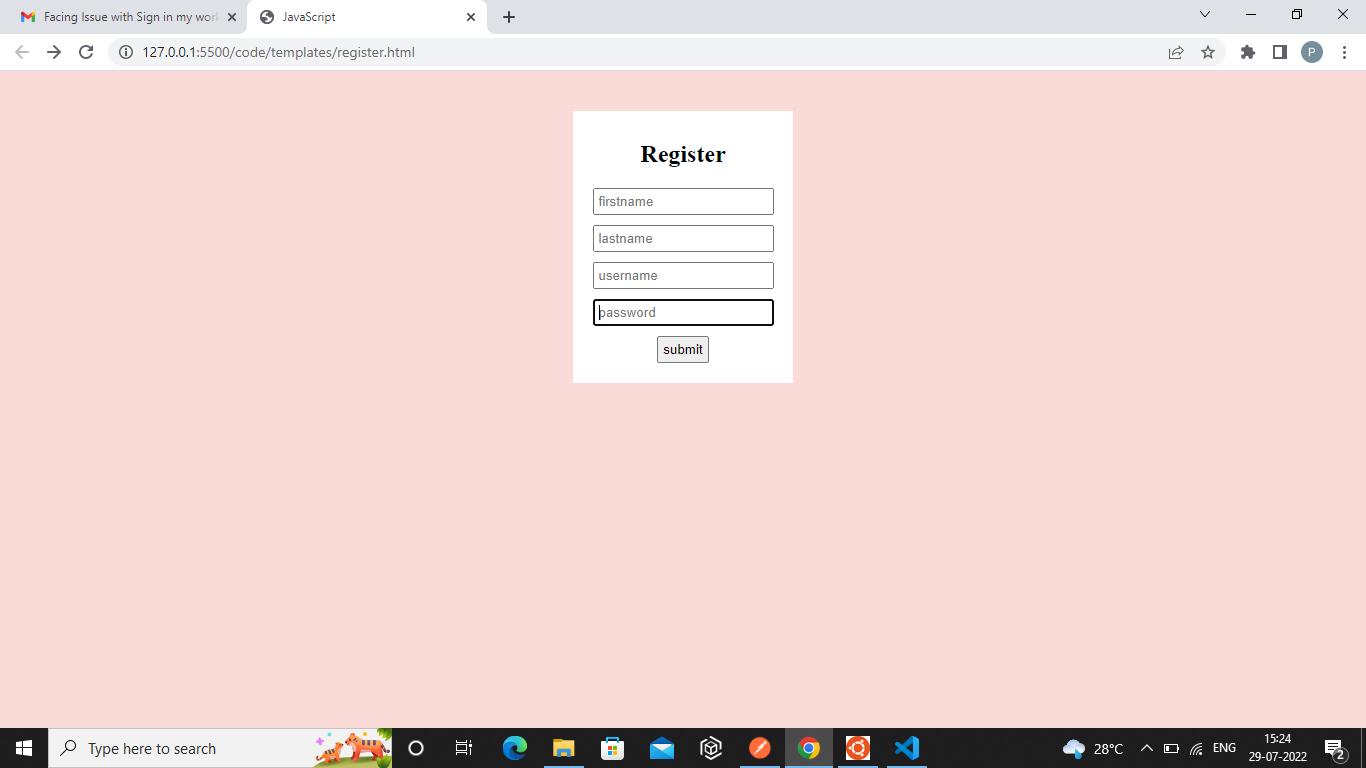 Facing Issue with Sign in my wor
JavaScript
127.0.0.1:5500/code/templates/register.html
P
Register
firstname
lastname
username
password
submit
Type here to search
28°C
ENG
15:24
29-07-2022
2